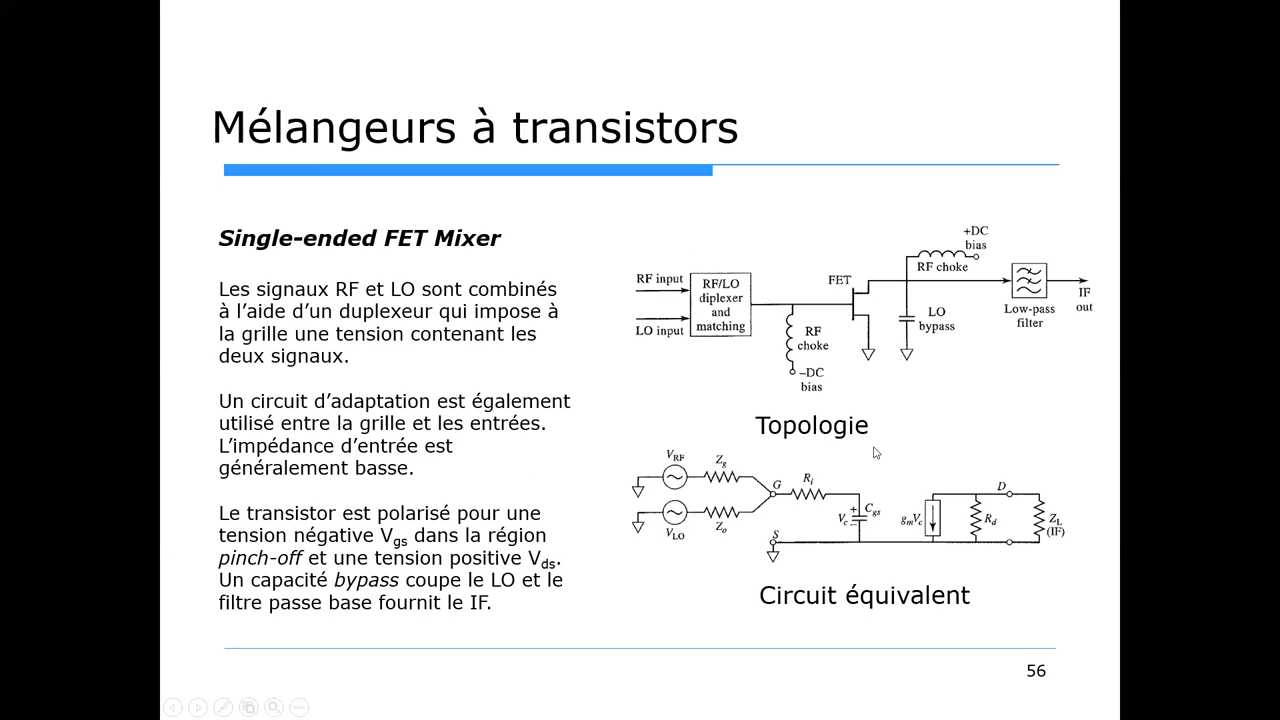 Mélangeurs à transistors
Single-ended FET Mixer
Les signaux RF et LO sont combinés
à l'aide d'un duplexeur qui impose à
la grille une tension contenant les
deux signaux.
Un circuit d'adaptation est également
utilisé entre la grille et les entrées.
L'impédance d'entrée est
généralement basse.
Le transistor est polarisé pour une
tension négative Vgs dans la région
pinch-off et une tension positive Vds.
Un capacité bypass coupe le LO et le
filtre passe base fournit le IF.
+DC
bias
RF choke
RF input
LO input
RF/LO
diplexer
and
matching
FET
RF
choke
–DC
bias
LO
bypass
Low-pass
filter
IF
out
Topologie
VRF
Zg
VLO
Zo
G
Ri
S
+
Vc
–
Cgs
gmVc
Rd
D
ZL
(IF)
Circuit équivalent
56